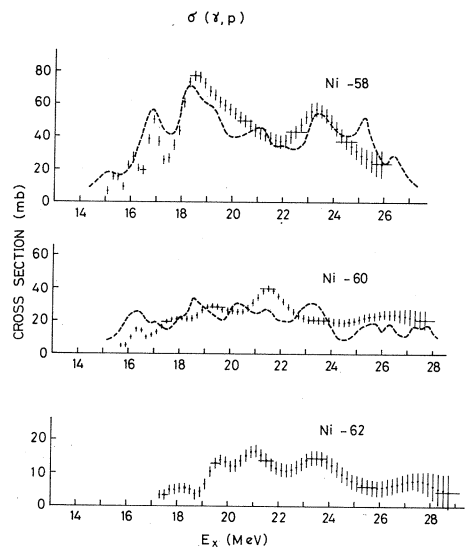 σ (γ,p)
Ni -58
80
60
40
20
0
14 16 18 20 22 24 26
Ni -60
60
40
20
0
14 16 18 20 22 24 26 28
Ni -62
20
10
0
14 16 18 20 22 24 26 28
CROSS SECTION (mb)
Eₓ (MeV)